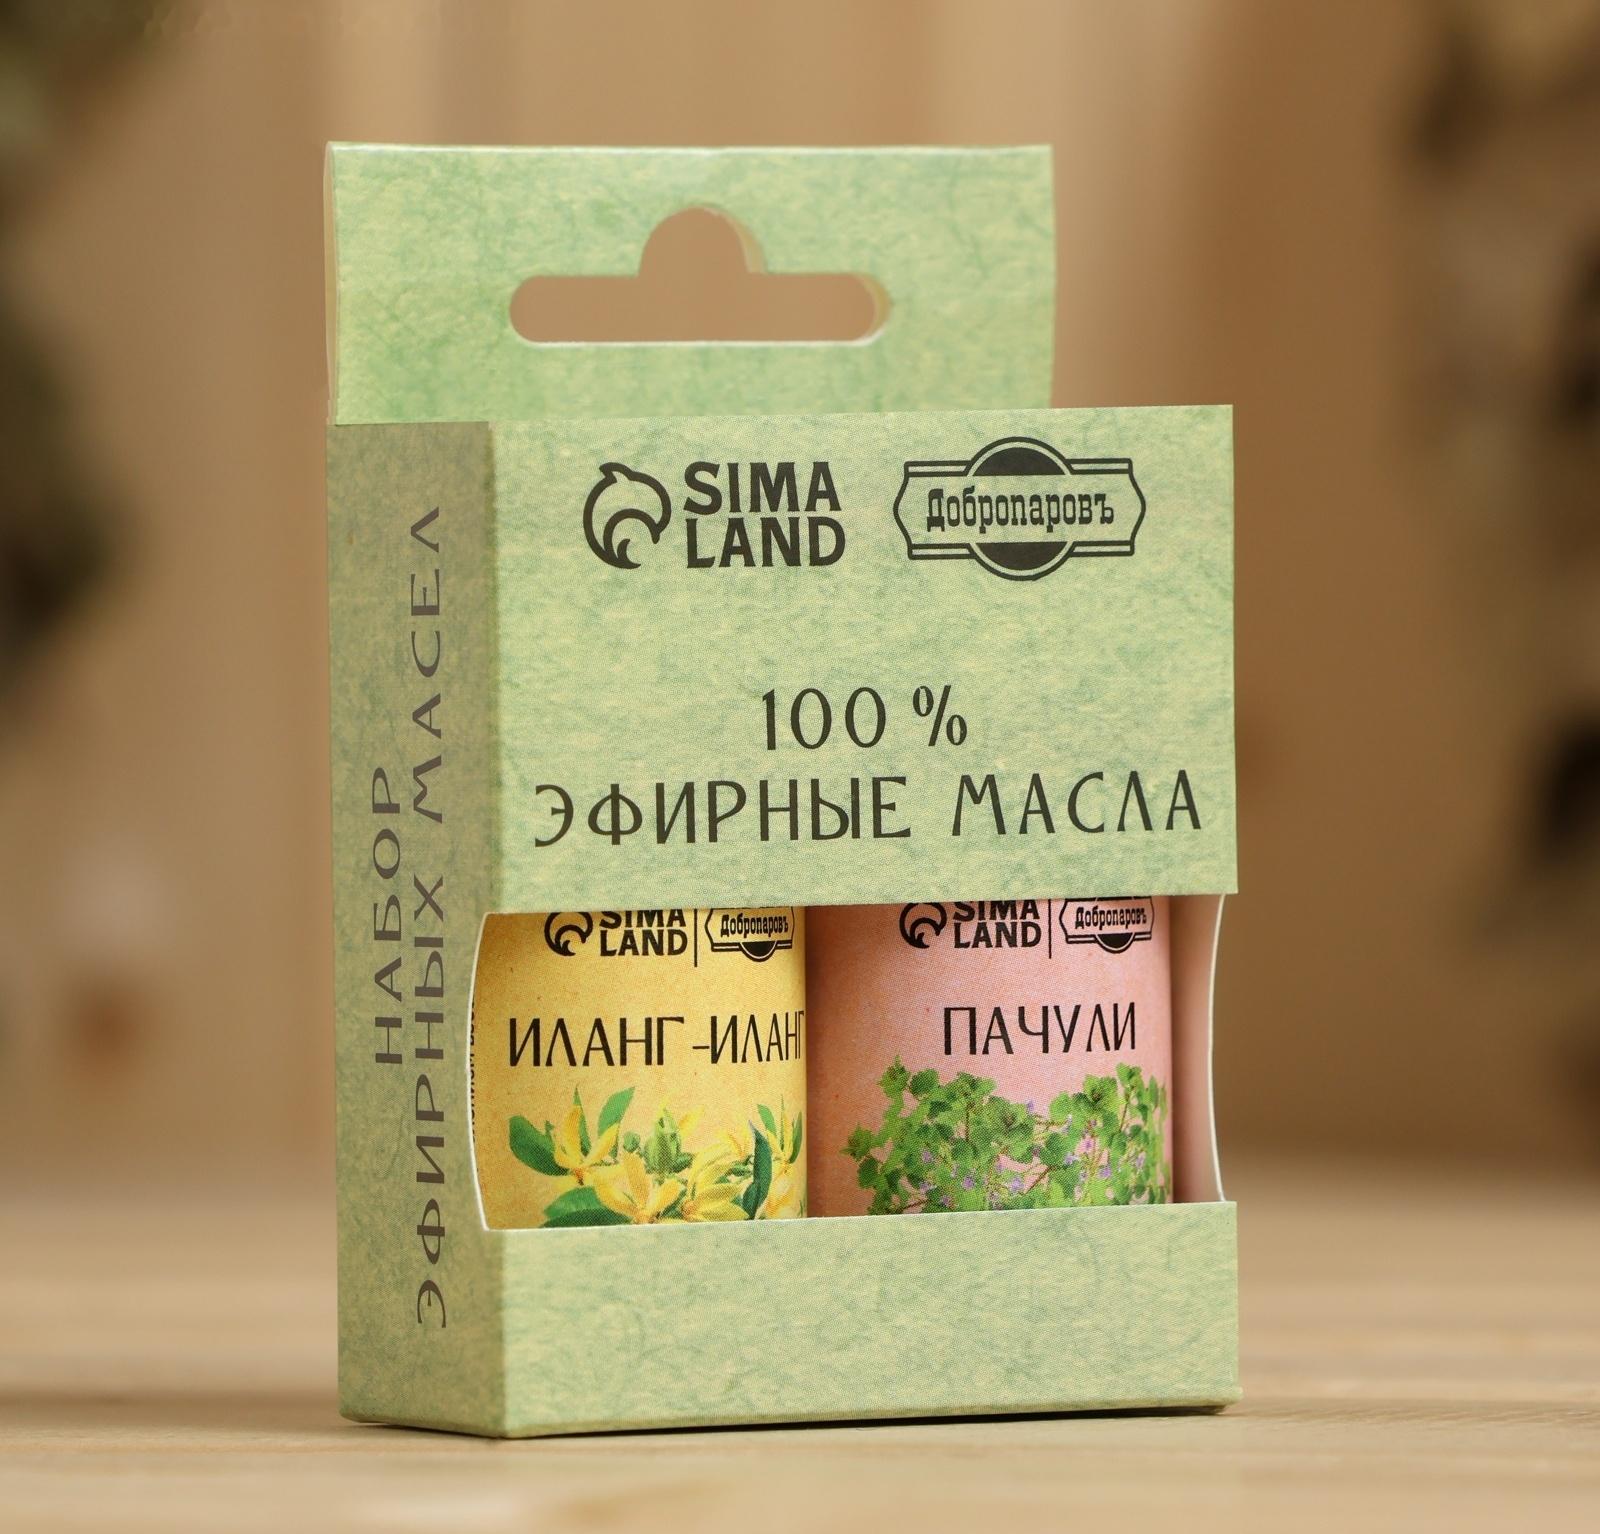 SIMA
LAND
Добропаровъ
100 %
ЭФИРНЫЕ МАСЛА
НАБОР
ЭФИРНЫХ МАСЕЛ
SIMA
LAND
Добропаровъ
ИЛАНГ-ИЛАНГ
SIMA
LAND
Добропаровъ
ПАЧУЛИ